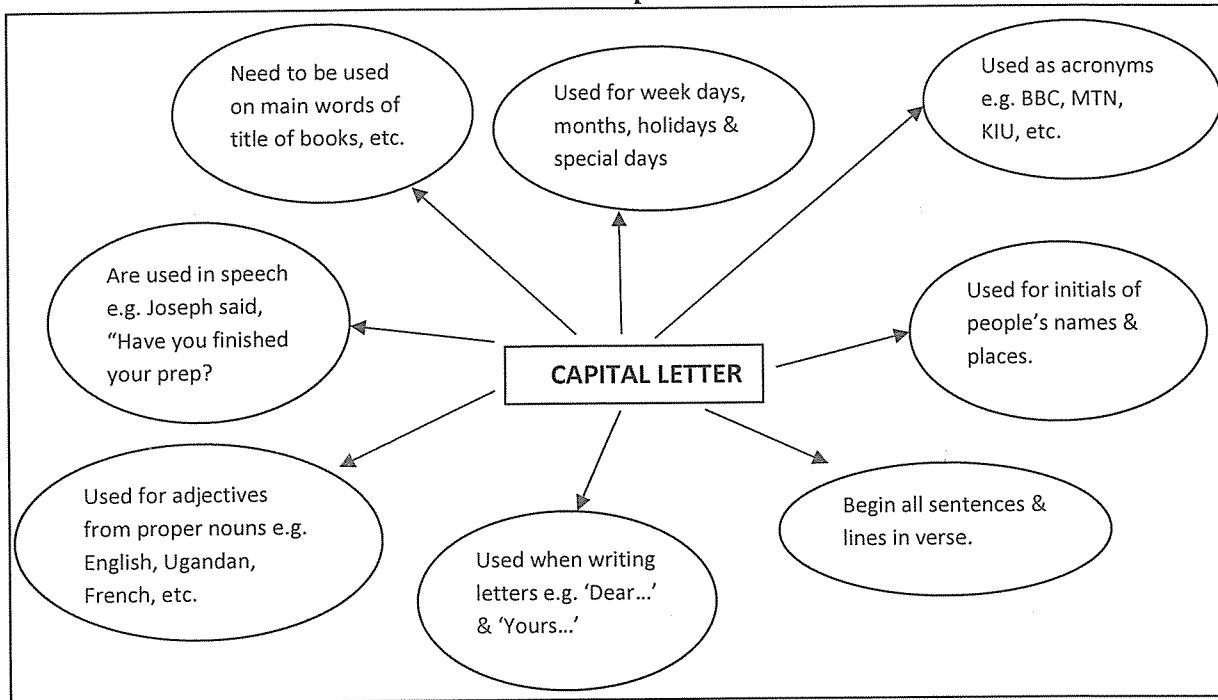 Need to be used
on main words of
title of books, etc.
Used for week days,
months, holidays &
special days
Used as acronyms
e.g. BBC, MTN,
KIU, etc.
Are used in speech
e.g. Joseph said,
“Have you finished
your prep?
Used for initials of
people’s names &
places.
CAPITAL LETTER
Used for adjectives
from proper nouns e.g.
English, Ugandan,
French, etc.
Used when writing
letters e.g. ‘Dear...’
& ‘Yours...’
Begin all sentences &
lines in verse.